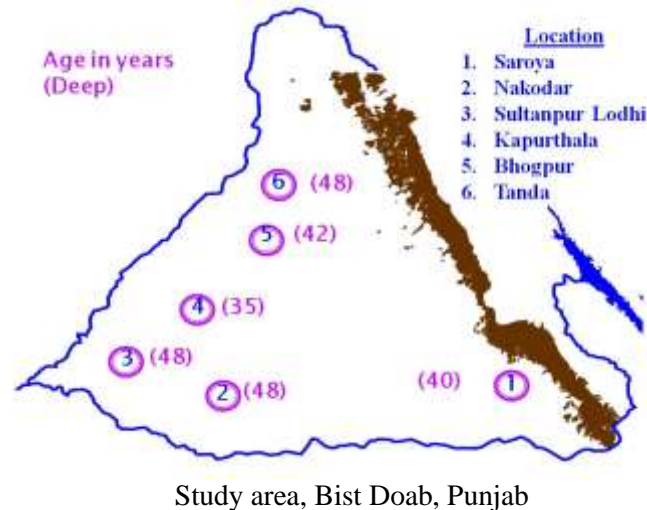 Age in years
(Deep)
Location
1. Saroya
2. Nakodar
3. Sultanpur Lodhi
4. Kapurthala
5. Bhogpur
6. Tanda
6 (48)
5 (42)
4 (35)
3 (48)
2 (48)
(40) 1
Study area, Bist Doab, Punjab